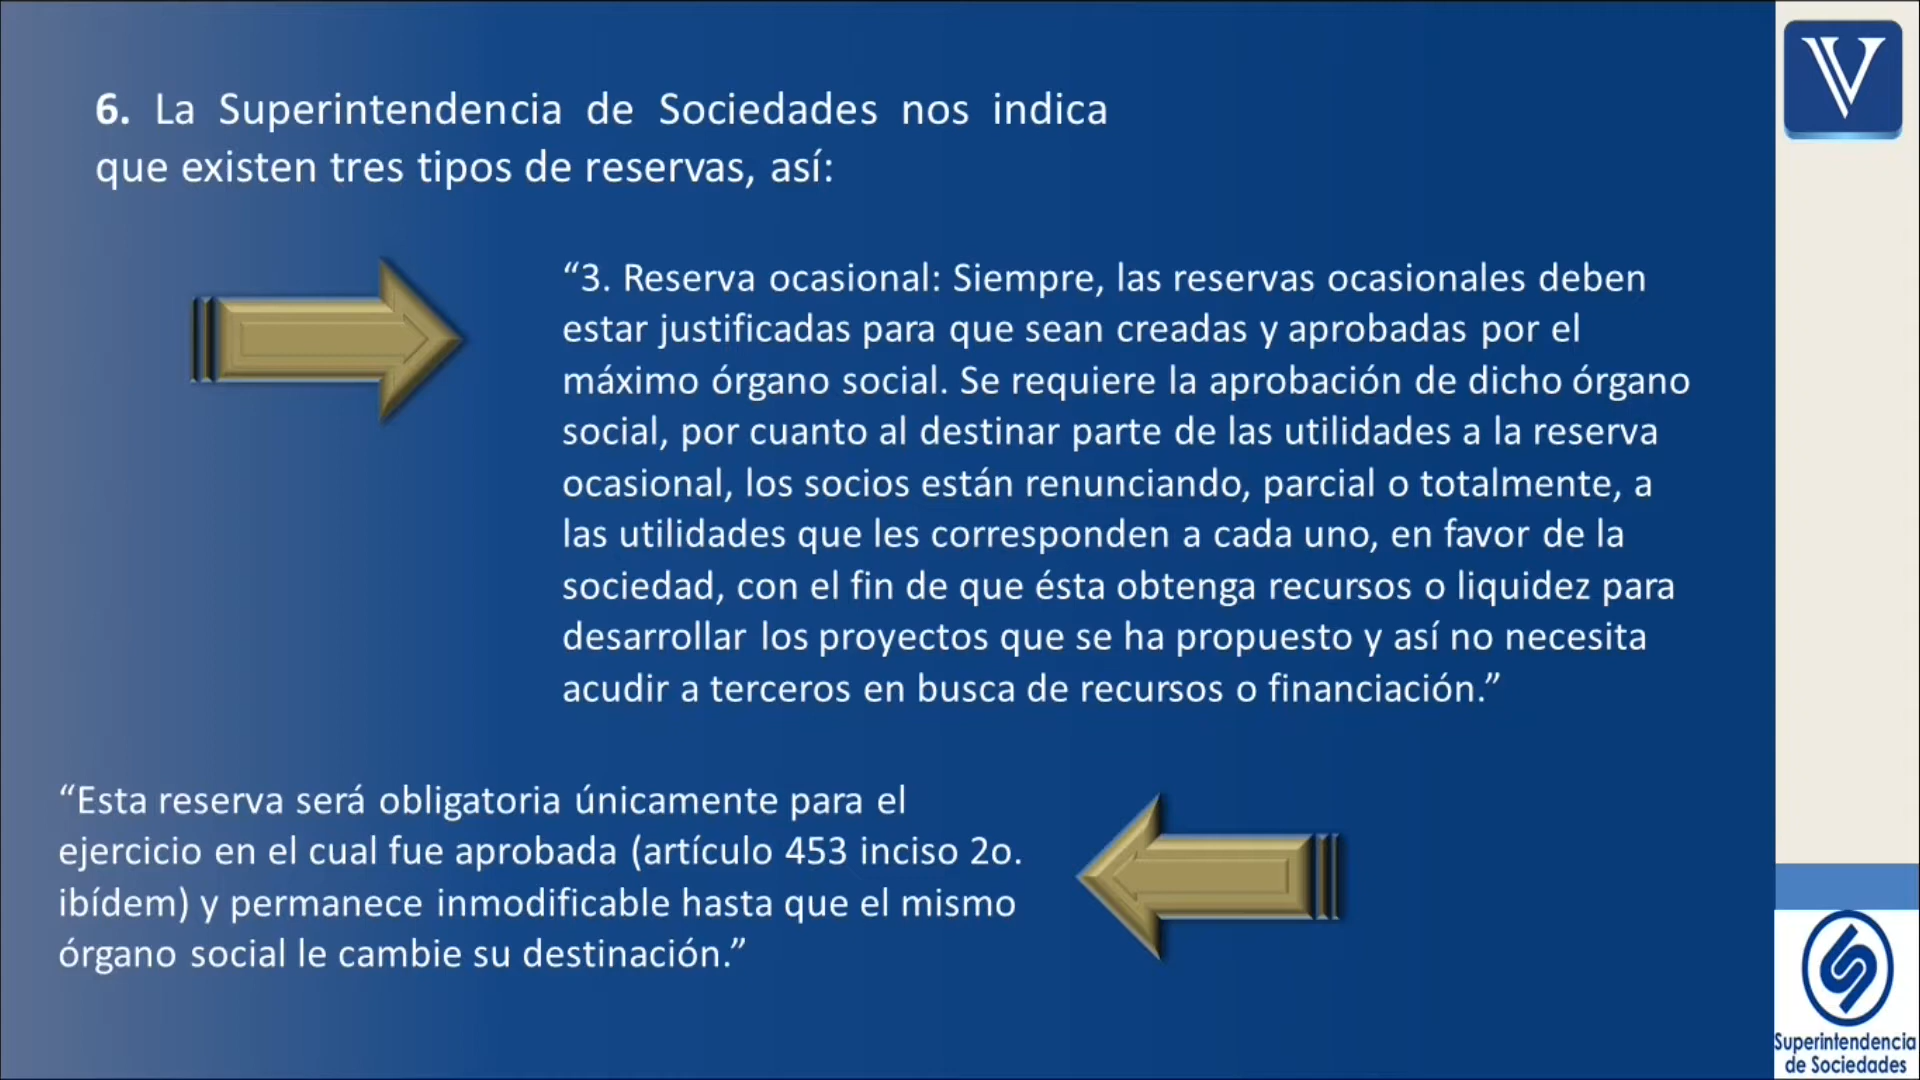 6. La Superintendencia de Sociedades nos indica
que existen tres tipos de reservas, así:
“3. Reserva ocasional: Siempre, las reservas ocasionales deben
estar justificadas para que sean creadas y aprobadas por el
máximo órgano social. Se requiere la aprobación de dicho órgano
social, por cuanto al destinar parte de las utilidades a la reserva
ocasional, los socios están renunciando, parcial o totalmente, a
las utilidades que les corresponden a cada uno, en favor de la
sociedad, con el fin de que ésta obtenga recursos o liquidez para
desarrollar los proyectos que se ha propuesto y así no necesita
acudir a terceros en busca de recursos o financiación.”
“Esta reserva será obligatoria únicamente para el
ejercicio en el cual fue aprobada (artículo 453 inciso 2o.
ibídem) y permanece inmodificable hasta que el mismo
órgano social le cambie su destinación.”
V
Superintendencia
de Sociedades